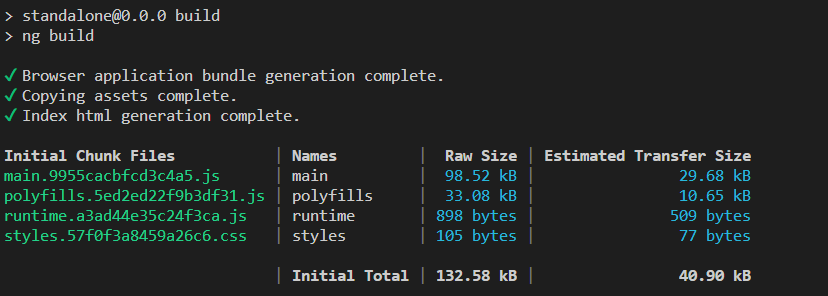 > standalone@0.0.0 build
> ng build
✓ Browser application bundle generation complete.
✓ Copying assets complete.
✓ Index html generation complete.
Initial Chunk Files | Names | Raw Size | Estimated Transfer Size
main.9955cacbfcd3c4a5.js | main | 98.52 kB | 29.68 kB
polyfills.5ed2ed22f9b3df31.js | polyfills | 33.08 kB | 10.65 kB
runtime.a3ad44e35c24f3ca.js | runtime | 898 bytes | 509 bytes
styles.57f0f3a8459a26c6.css | styles | 105 bytes | 77 bytes
| Initial Total | 132.58 kB | 40.90 kB